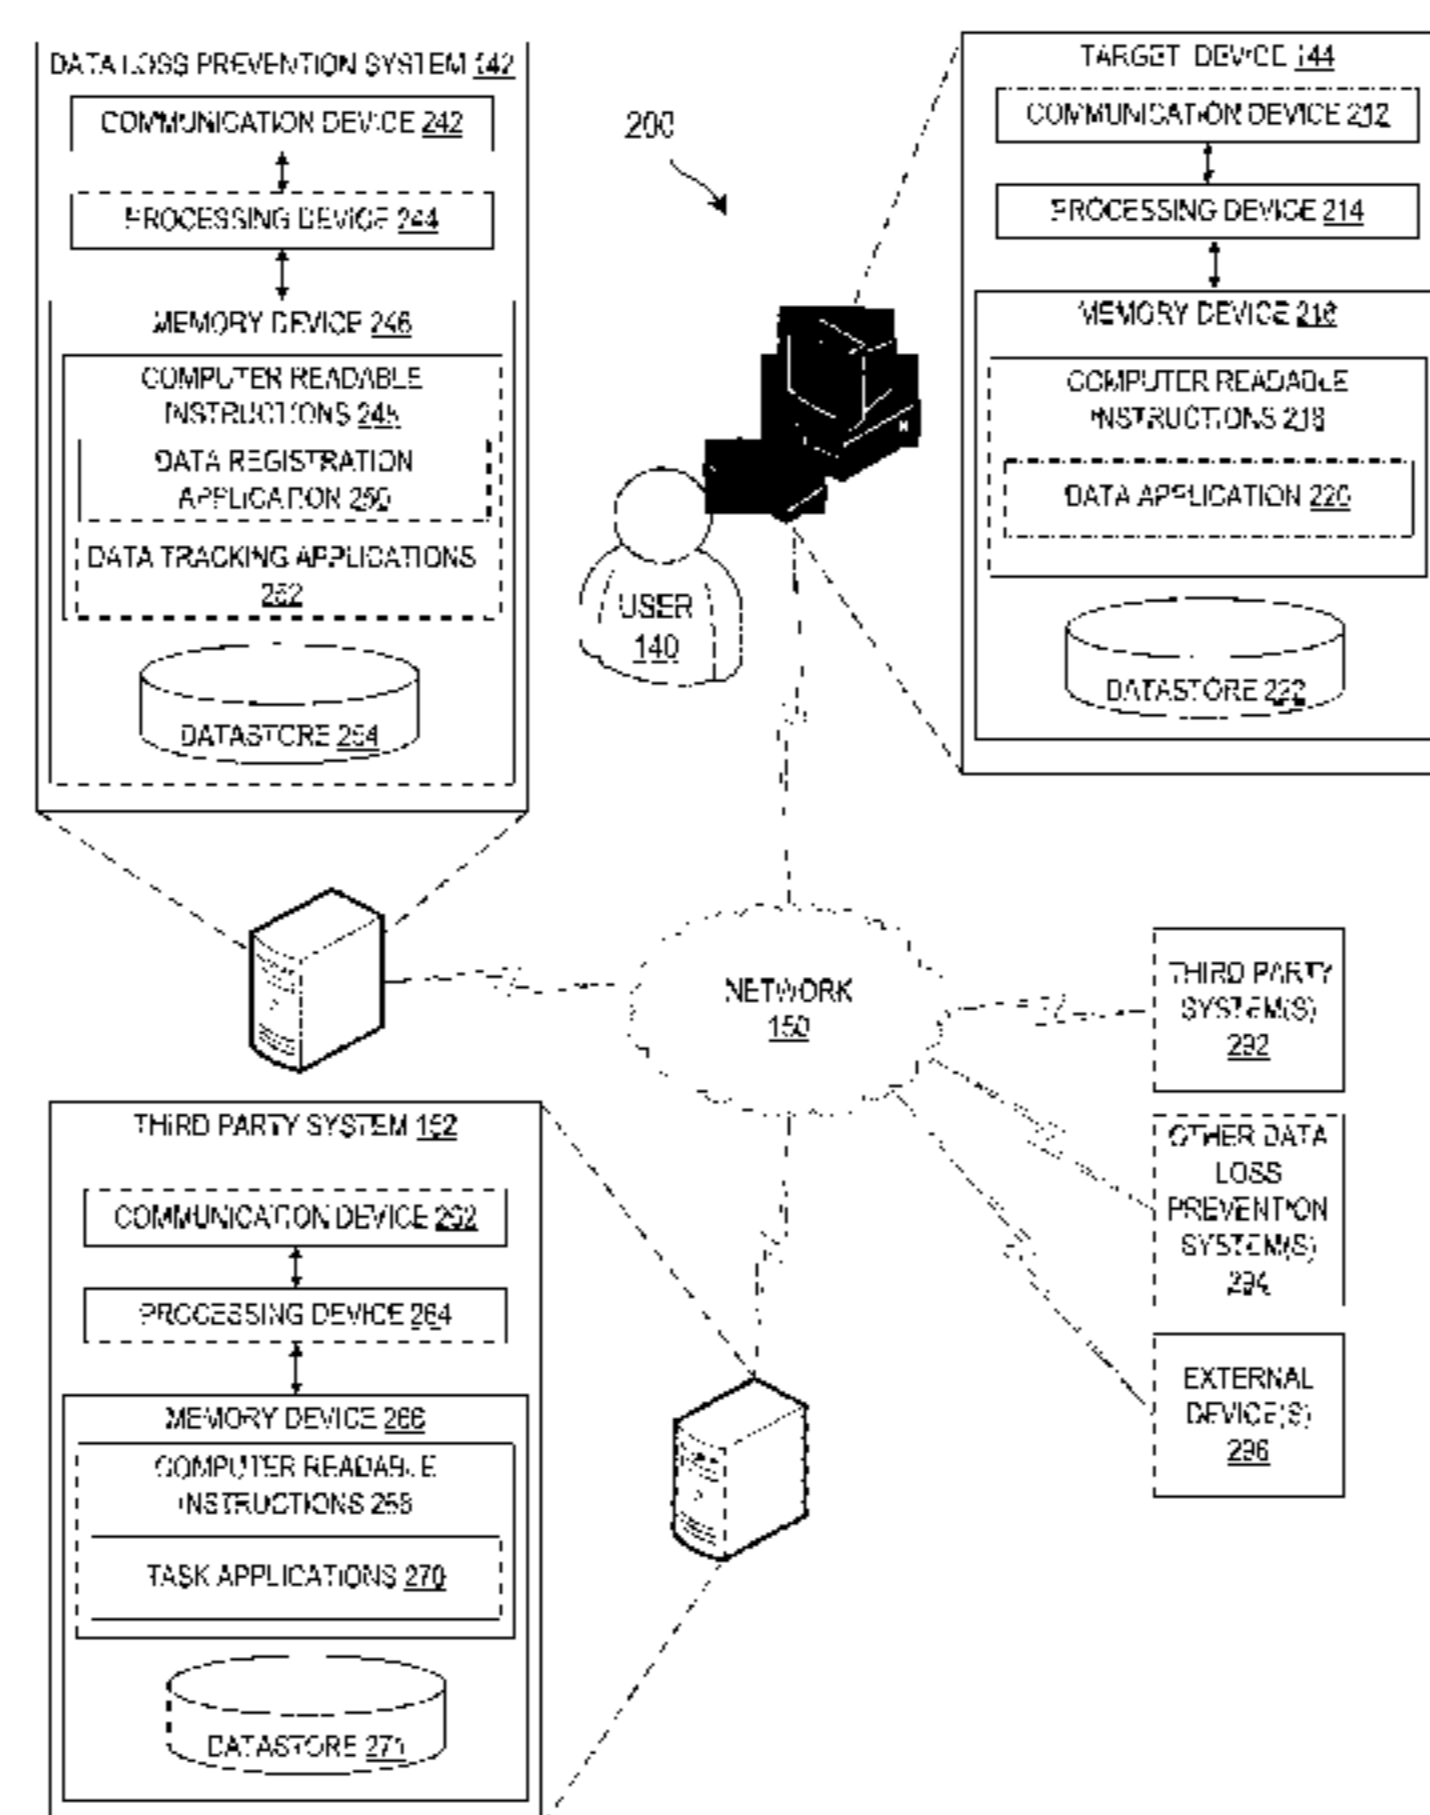 DATA LOSS PREVENTION SYSTEM 142
COMMUNICATION DEVICE 242
PROCESSING DEVICE 244
MEMORY DEVICE 246
COMPUTER READABLE
INSTRUCTIONS 248
DATA REGISTRATION
APPLICATION 250
DATA TRACKING APPLICATIONS
252
DATASTORE 254
200
USER
140
TARGET DEVICE 144
COMMUNICATION DEVICE 212
PROCESSING DEVICE 214
MEMORY DEVICE 216
COMPUTER READABLE
INSTRUCTIONS 218
DATA APPLICATION 220
DATASTORE 222
NETWORK
150
THIRD PARTY
SYSTEM(S)
292
OTHER DATA
LOSS
PREVENTION
SYSTEM(S)
294
EXTERNAL
DEVICE(S)
296
THIRD PARTY SYSTEM 152
COMMUNICATION DEVICE 262
PROCESSING DEVICE 264
MEMORY DEVICE 266
COMPUTER READABLE
INSTRUCTIONS 268
TASK APPLICATIONS 270
DATASTORE